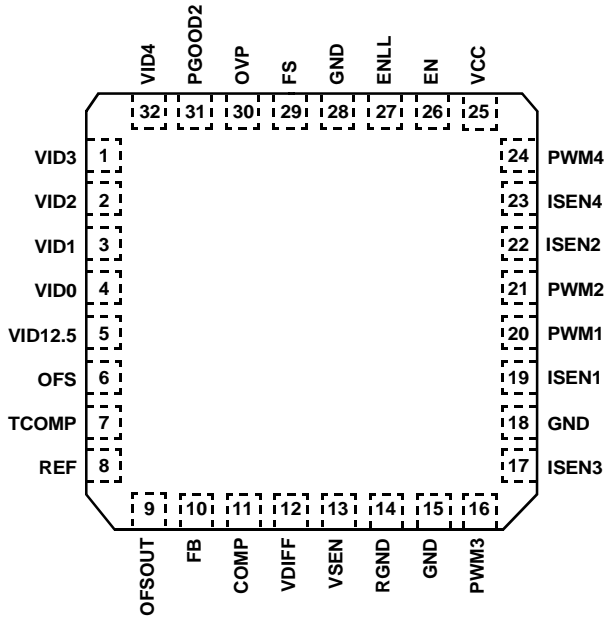 VID4 PGOOD2 OVP FS GND ENLL EN VCC
32 31 30 29 28 27 26 25
VID3 1 24 PWM4
VID2 2 23 ISEN4
VID1 3 22 ISEN2
VID0 4 21 PWM2
VID12.5 5 20 PWM1
OFS 6 19 ISEN1
TCOMP 7 18 GND
REF 8 17 ISEN3
9 10 11 12 13 14 15 16
OFSOUT FB COMP VDIFF VSEN RGND GND PWM3